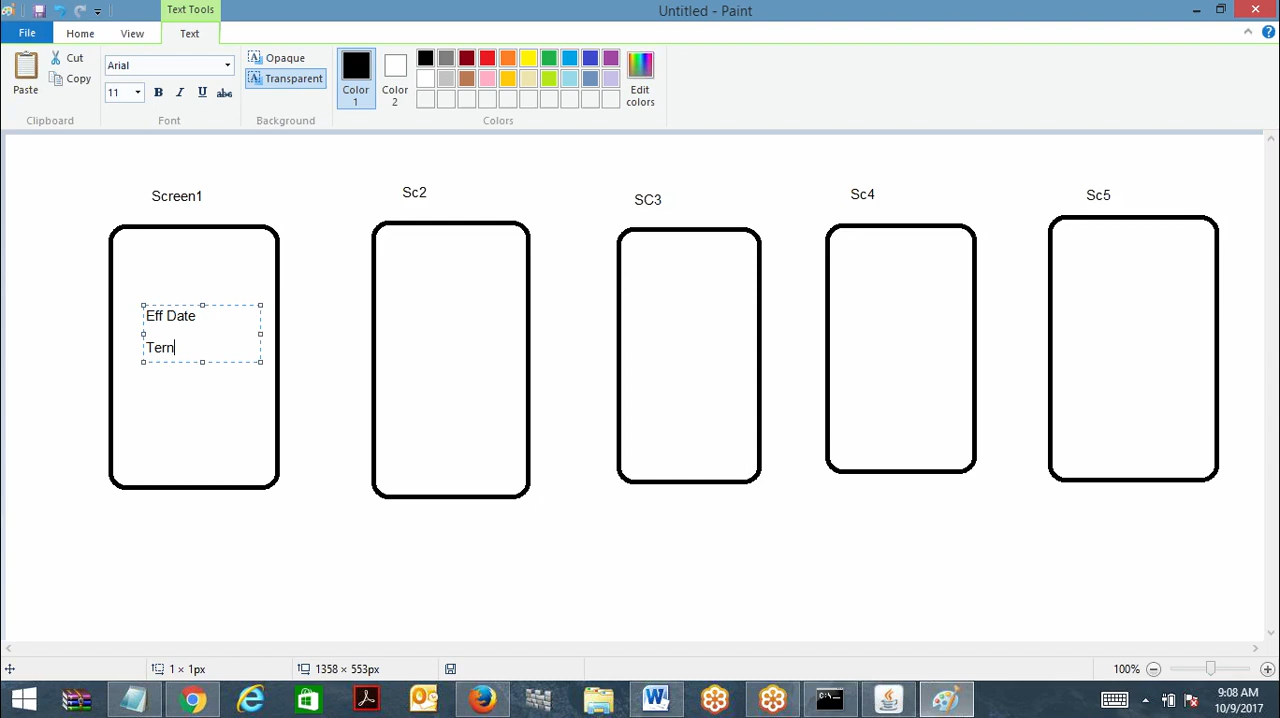 Text Tools
Untitled - Paint
File
Home
View
Text
Paste
Cut
Copy
Clipboard
Arial
11
B I U abc
Font
Opaque
Transparent
Background
Color 1
Color 2
Edit colors
Colors
Screen1
Sc2
SC3
Sc4
Sc5
Eff Date
Tern
1 × 1px
1358 × 553px
100%
9:08 AM
10/9/2017